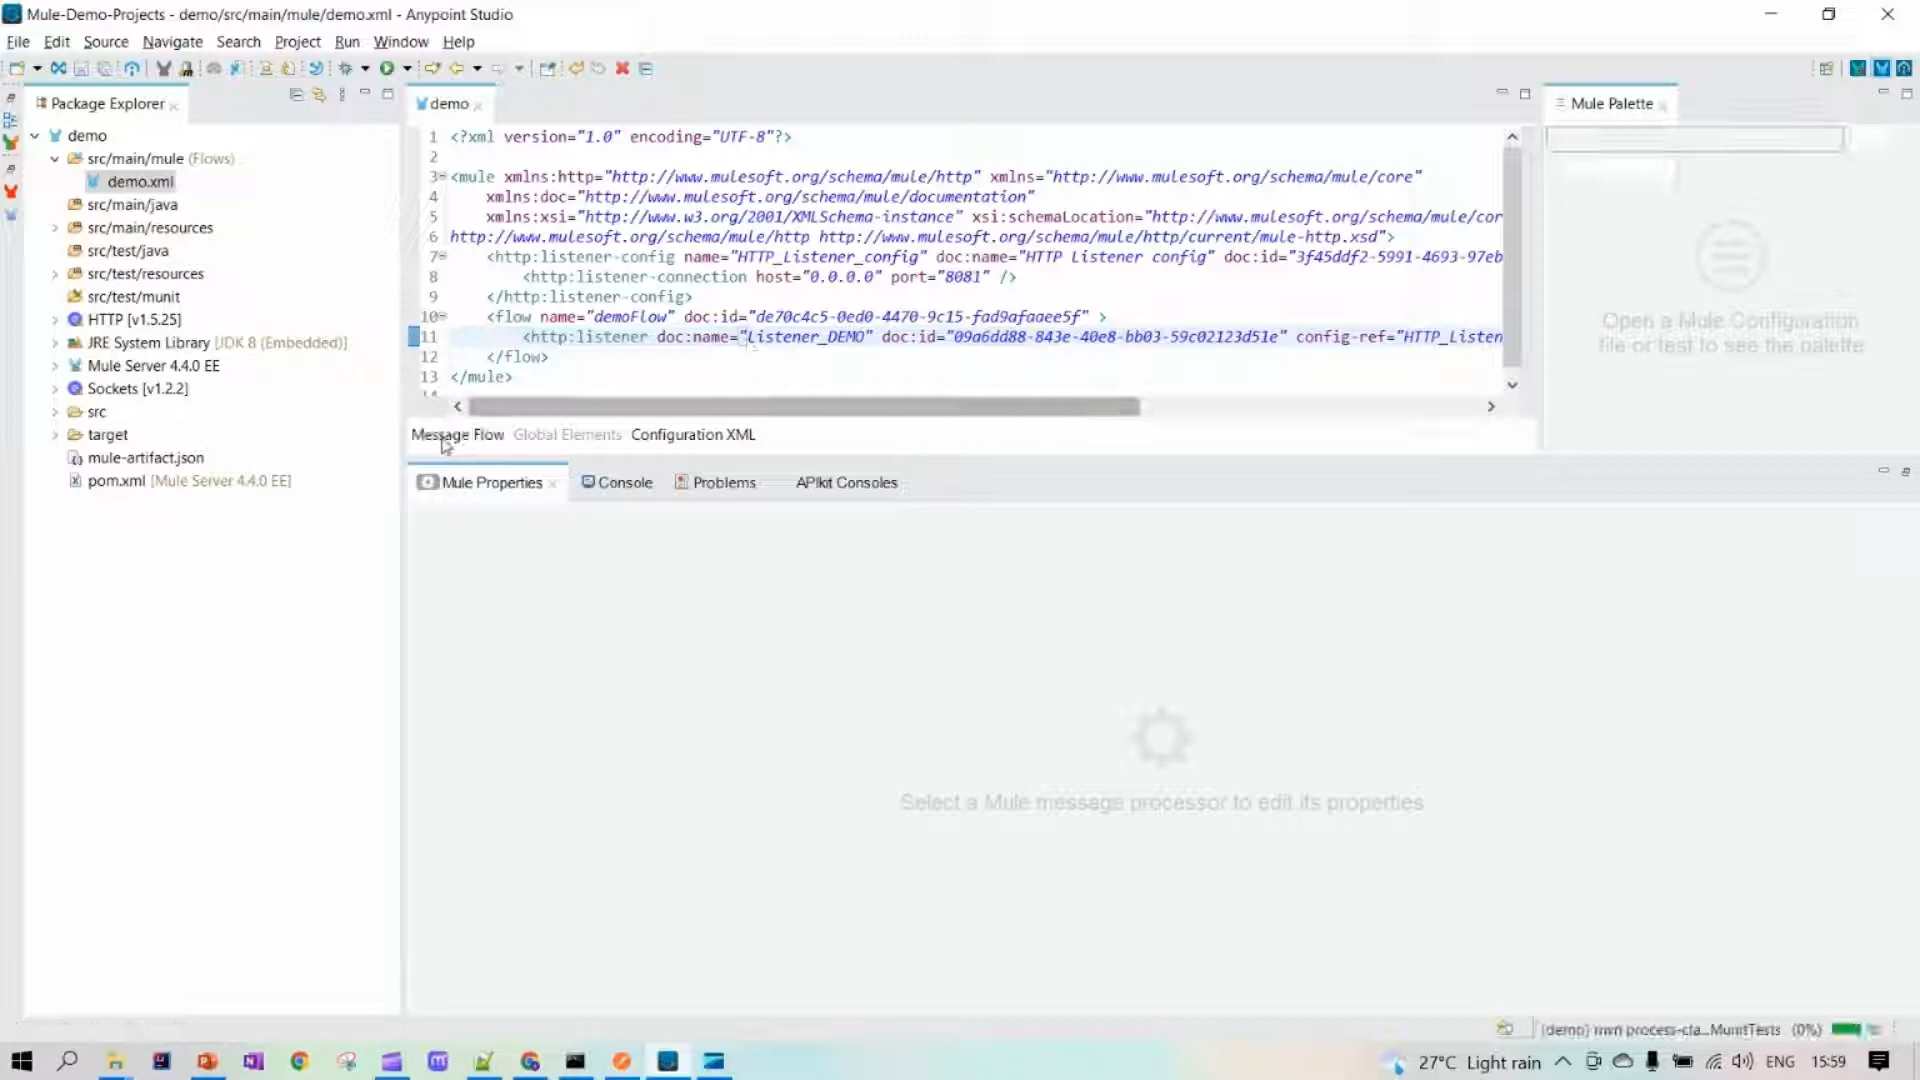 Mule-Demo-Projects - demo/src/main/mule/demo.xml - Anypoint Studio
File Edit Source Navigate Search Project Run Window Help
Package Explorer
demo
src/main/mule (Flows)
demo.xml
src/main/java
src/main/resources
src/test/java
src/test/resources
src/test/munit
HTTP [v1.5.25]
JRE System Library [JDK 8 (Embedded)]
Mule Server 4.4.0 EE
Sockets [v1.2.2]
src
target
mule-artifact.json
pom.xml [Mule Server 4.4.0 EE]
demo
1 <?xml version="1.0" encoding="UTF-8"?>
2
3 <mule xmlns:http="http://www.mulesoft.org/schema/mule/http" xmlns="http://www.mulesoft.org/schema/mule/core"
4 xmlns:doc="http://www.mulesoft.org/schema/mule/documentation"
5 xmlns:xsi="http://www.w3.org/2001/XMLSchema-instance" xsi:schemaLocation="http://www.mulesoft.org/schema/mule/cor
6 http://www.mulesoft.org/schema/mule/http http://www.mulesoft.org/schema/mule/http/current/mule-http.xsd">
7 <http:listener-config name="HTTP_Listener_config" doc:name="HTTP Listener config" doc:id="3f45ddf2-5991-4693-97eb
8 <http:listener-connection host="0.0.0.0" port="8081" />
9 </http:listener-config>
10 <flow name="demoFlow" doc:id="de70c4c5-0ed0-4470-9c15-fad9afaaee5f" >
11 <http:listener doc:name="Listener_DEMO" doc:id="09a6dd88-843e-40e8-bb03-59c02123d51e" config-ref="HTTP_Listen
12 </flow>
13 </mule>
Message Flow Global Elements Configuration XML
Mule Palette
Open a Mule Configuration
file or test to see the palette
Mule Properties Console Problems APIkit Consoles
Select a Mule message processor to edit its properties
(demo) mvn process-cla...MunitTests (0%)
27°C Light rain ENG 15:59